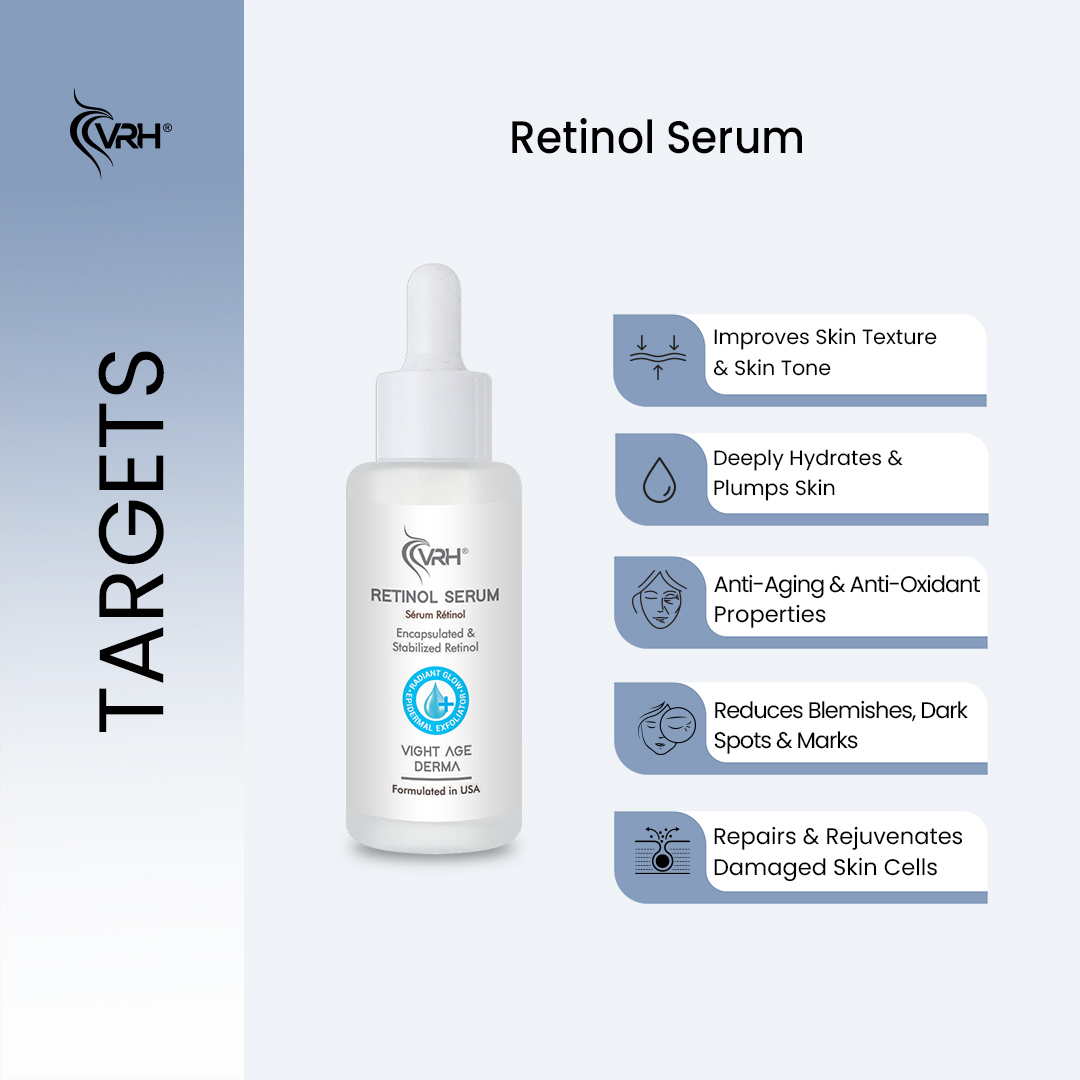 VRH®
TARGETS
Retinol Serum
VRH®
RETINOL SERUM
Sérum Rétinol
Encapsulated &
Stabilized Retinol
RADIANT GLOW
EPIDERMAL EXFOLIATOR
VIGHT AGE
DERMA
Formulated in USA
Improves Skin Texture
& Skin Tone
Deeply Hydrates &
Plumps Skin
Anti-Aging & Anti-Oxidant
Properties
Reduces Blemishes, Dark
Spots & Marks
Repairs & Rejuvenates
Damaged Skin Cells